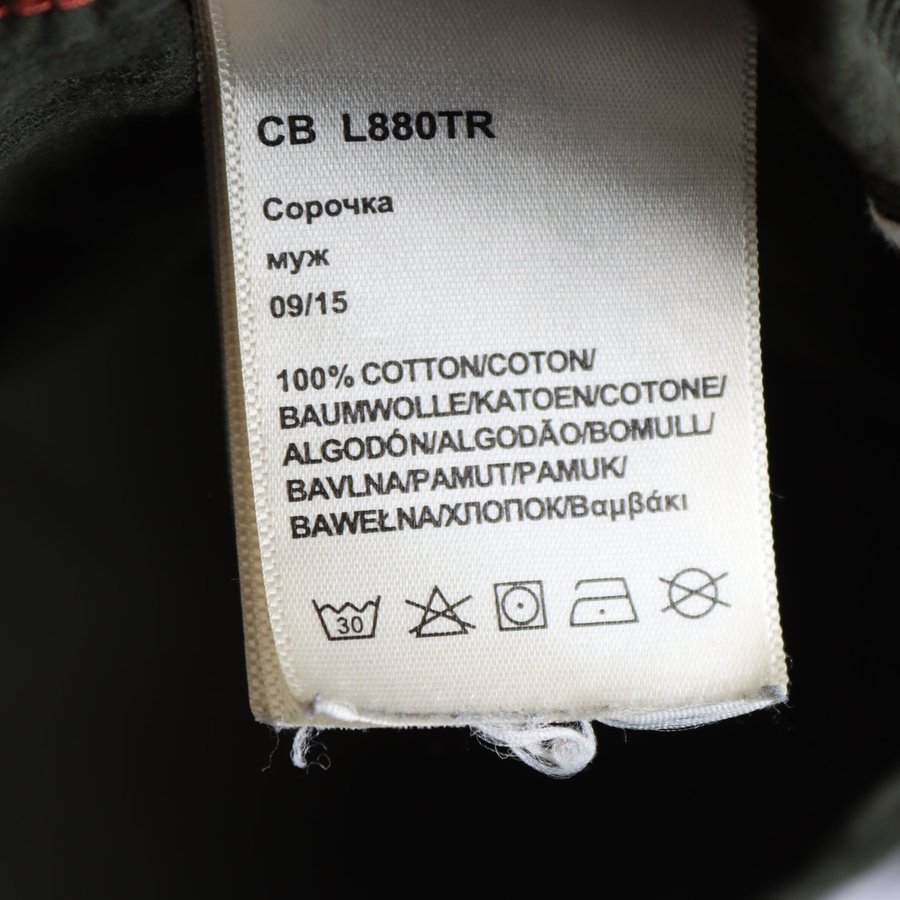 CB L880TR
Сорочка
муж
09/15
100% COTTON/COTON/
BAUMWOLLE/KATOEN/COTONE/
ALGODÓN/ALGODÃO/BOMULL/
BAVLNA/PAMUT/PAMUK/
BAWEŁNA/ХЛОПОК/Βαμβάκι
30